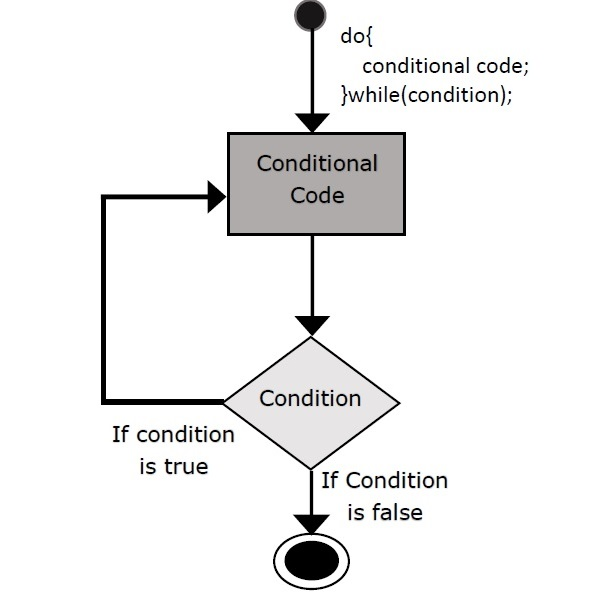 do{
conditional code;
}while(condition);
Conditional
Code
Condition
If condition
is true
If Condition
is false